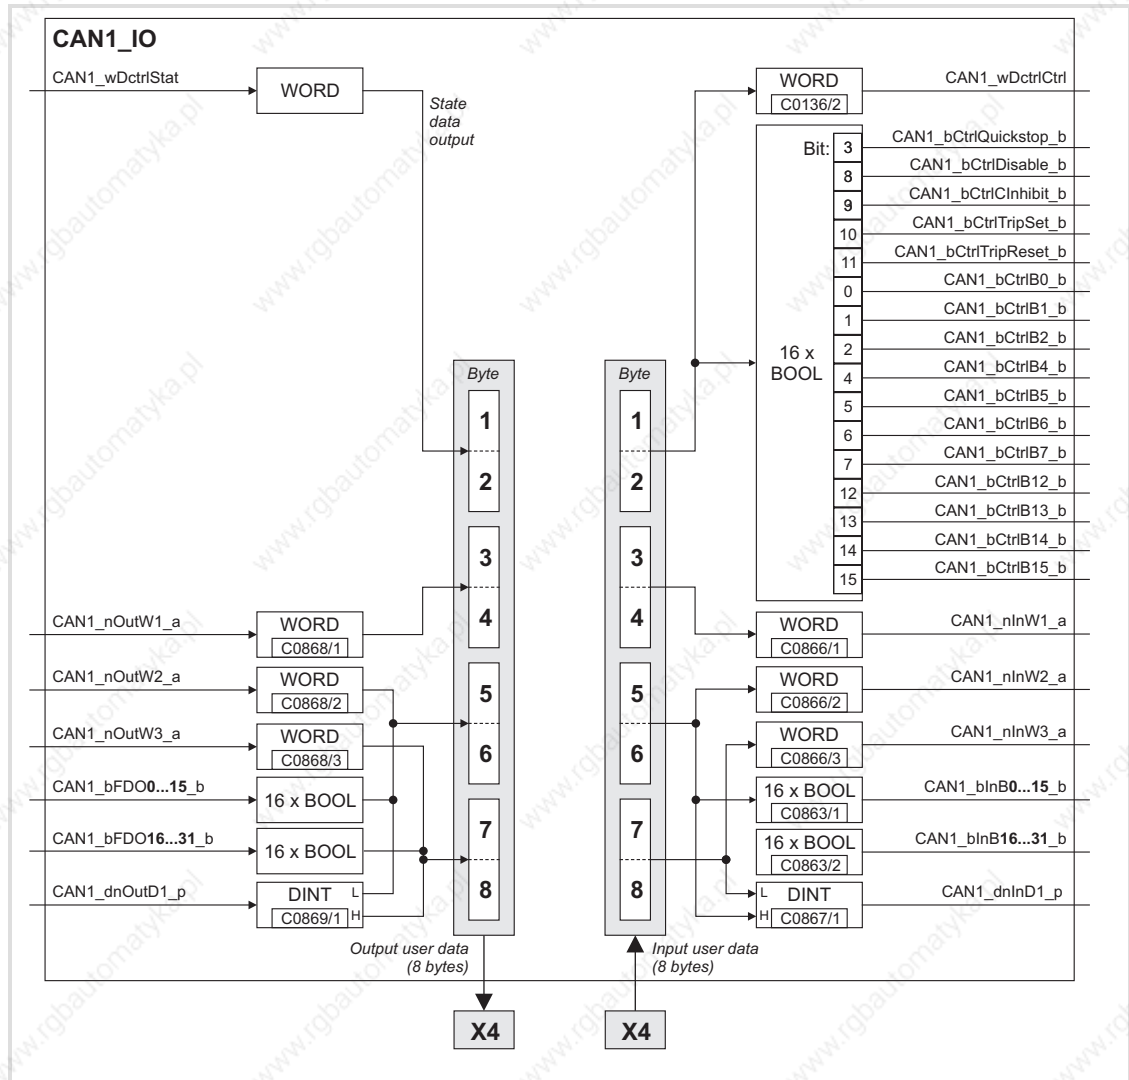 CAN1_IO
CAN1_wDctrlStat
WORD
State
data
output
Byte
1
2
3
4
5
6
7
8
CAN1_nOutW1_a
WORD
C0868/1
CAN1_nOutW2_a
WORD
C0868/2
CAN1_nOutW3_a
WORD
C0868/3
CAN1_bFDO0...15_b
16 x BOOL
CAN1_bFDO16...31_b
16 x BOOL
CAN1_dnOutD1_p
DINT
L
H
C0869/1
Output user data
(8 bytes)
X4
Byte
1
2
3
4
5
6
7
8
Input user data
(8 bytes)
X4
WORD
C0136/2
CAN1_wDctrlCtrl
16 x
BOOL
Bit:
3 CAN1_bCtrlQuickstop_b
8 CAN1_bCtrlDisable_b
9 CAN1_bCtrlCInhibit_b
10 CAN1_bCtrlTripSet_b
11 CAN1_bCtrlTripReset_b
0 CAN1_bCtrlB0_b
1 CAN1_bCtrlB1_b
2 CAN1_bCtrlB2_b
4 CAN1_bCtrlB4_b
5 CAN1_bCtrlB5_b
6 CAN1_bCtrlB6_b
7 CAN1_bCtrlB7_b
12 CAN1_bCtrlB12_b
13 CAN1_bCtrlB13_b
14 CAN1_bCtrlB14_b
15 CAN1_bCtrlB15_b
WORD
C0866/1
CAN1_nInW1_a
WORD
C0866/2
CAN1_nInW2_a
WORD
C0866/3
CAN1_nInW3_a
16 x BOOL
C0863/1
CAN1_bInB0...15_b
16 x BOOL
C0863/2
CAN1_bInB16...31_b
L
H
DINT
C0867/1
CAN1_dnInD1_p
www.rgbautomatyka.pl